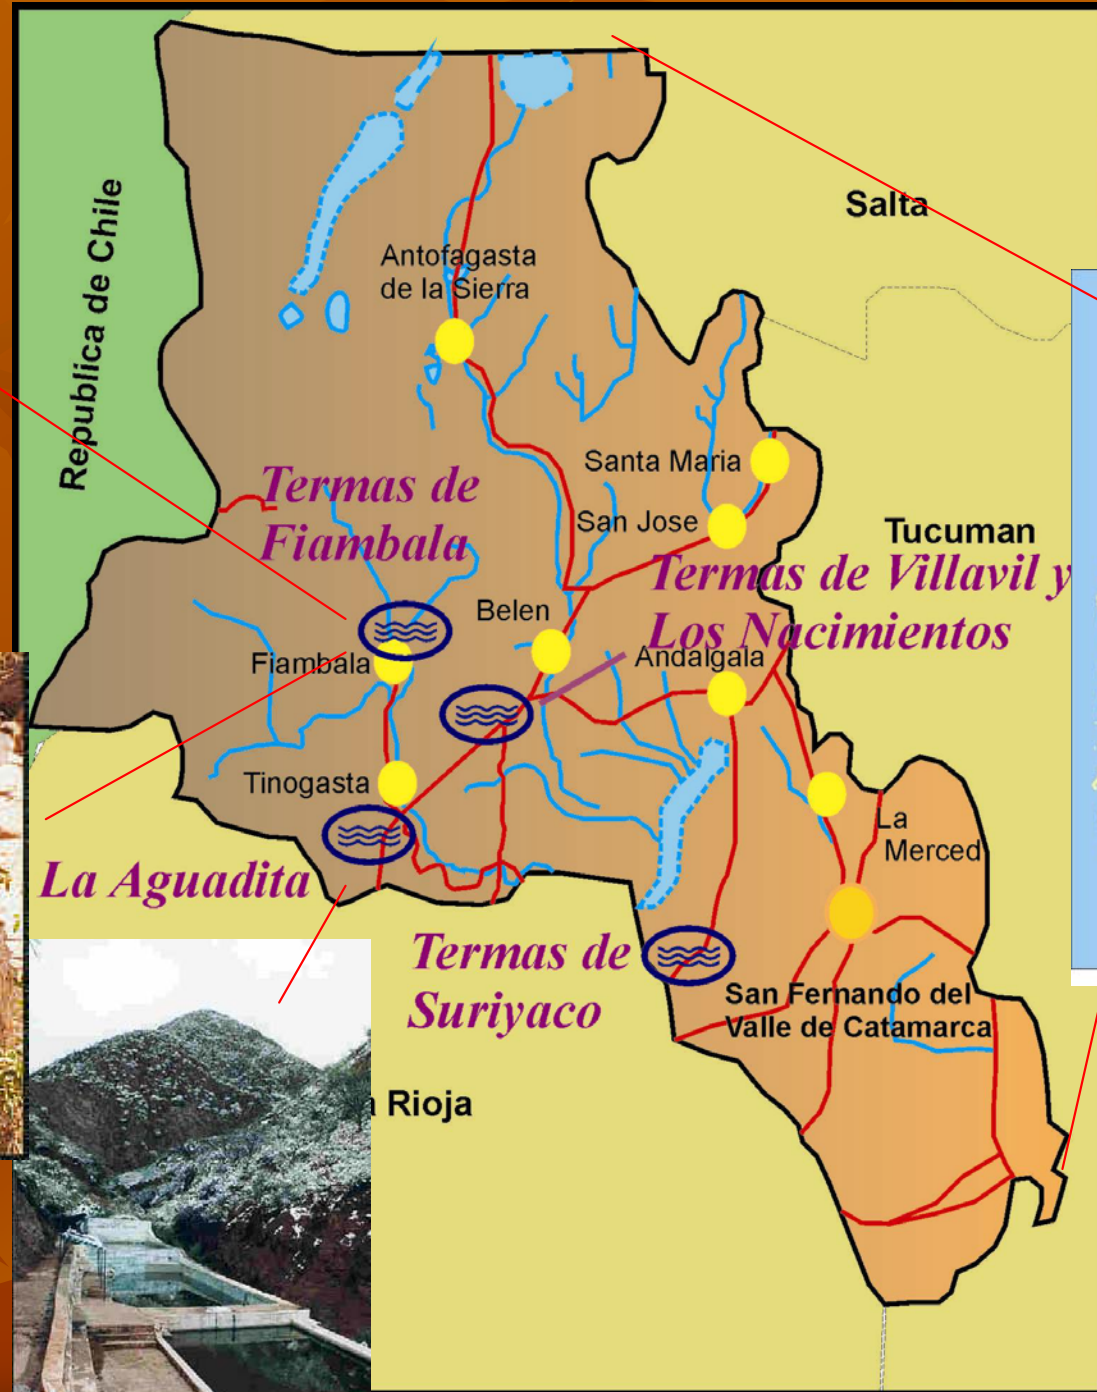 Salta
Republica de Chile
Antofagasta
de la Sierra
Santa Maria
Termas de
Fiambala
San Jose
Tucuman
Termas de Villavil y
Los Nacimientos
Belen
Andalgala
Fiambala
Tinogasta
La
Merced
La Aguadita
Termas de
Suriyaco
San Fernando del
Valle de Catamarca
a Rioja